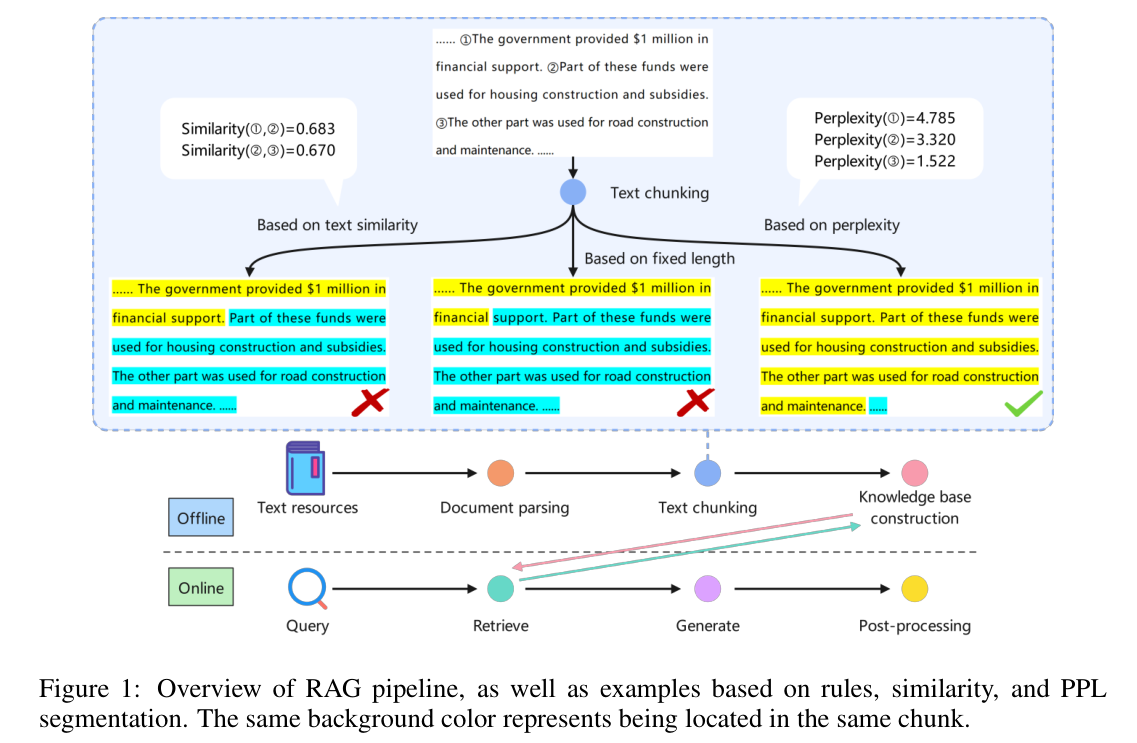 ...... ①The government provided $1 million in
financial support. ②Part of these funds were
used for housing construction and subsidies.
③The other part was used for road construction
and maintenance. ......
Similarity(①,②)=0.683
Similarity(②,③)=0.670
Perplexity(①)=4.785
Perplexity(②)=3.320
Perplexity(③)=1.522
Text chunking
Based on text similarity
Based on fixed length
Based on perplexity
...... The government provided $1 million in
financial support. Part of these funds were
used for housing construction and subsidies.
The other part was used for road construction
and maintenance. ......
...... The government provided $1 million in
financial support. Part of these funds were
used for housing construction and subsidies.
The other part was used for road construction
and maintenance. ......
...... The government provided $1 million in
financial support. Part of these funds were
used for housing construction and subsidies.
The other part was used for road construction
and maintenance. ......
Offline
Text resources
Document parsing
Text chunking
Knowledge base
construction
Online
Query
Retrieve
Generate
Post-processing
Figure 1: Overview of RAG pipeline, as well as examples based on rules, similarity, and PPL
segmentation. The same background color represents being located in the same chunk.